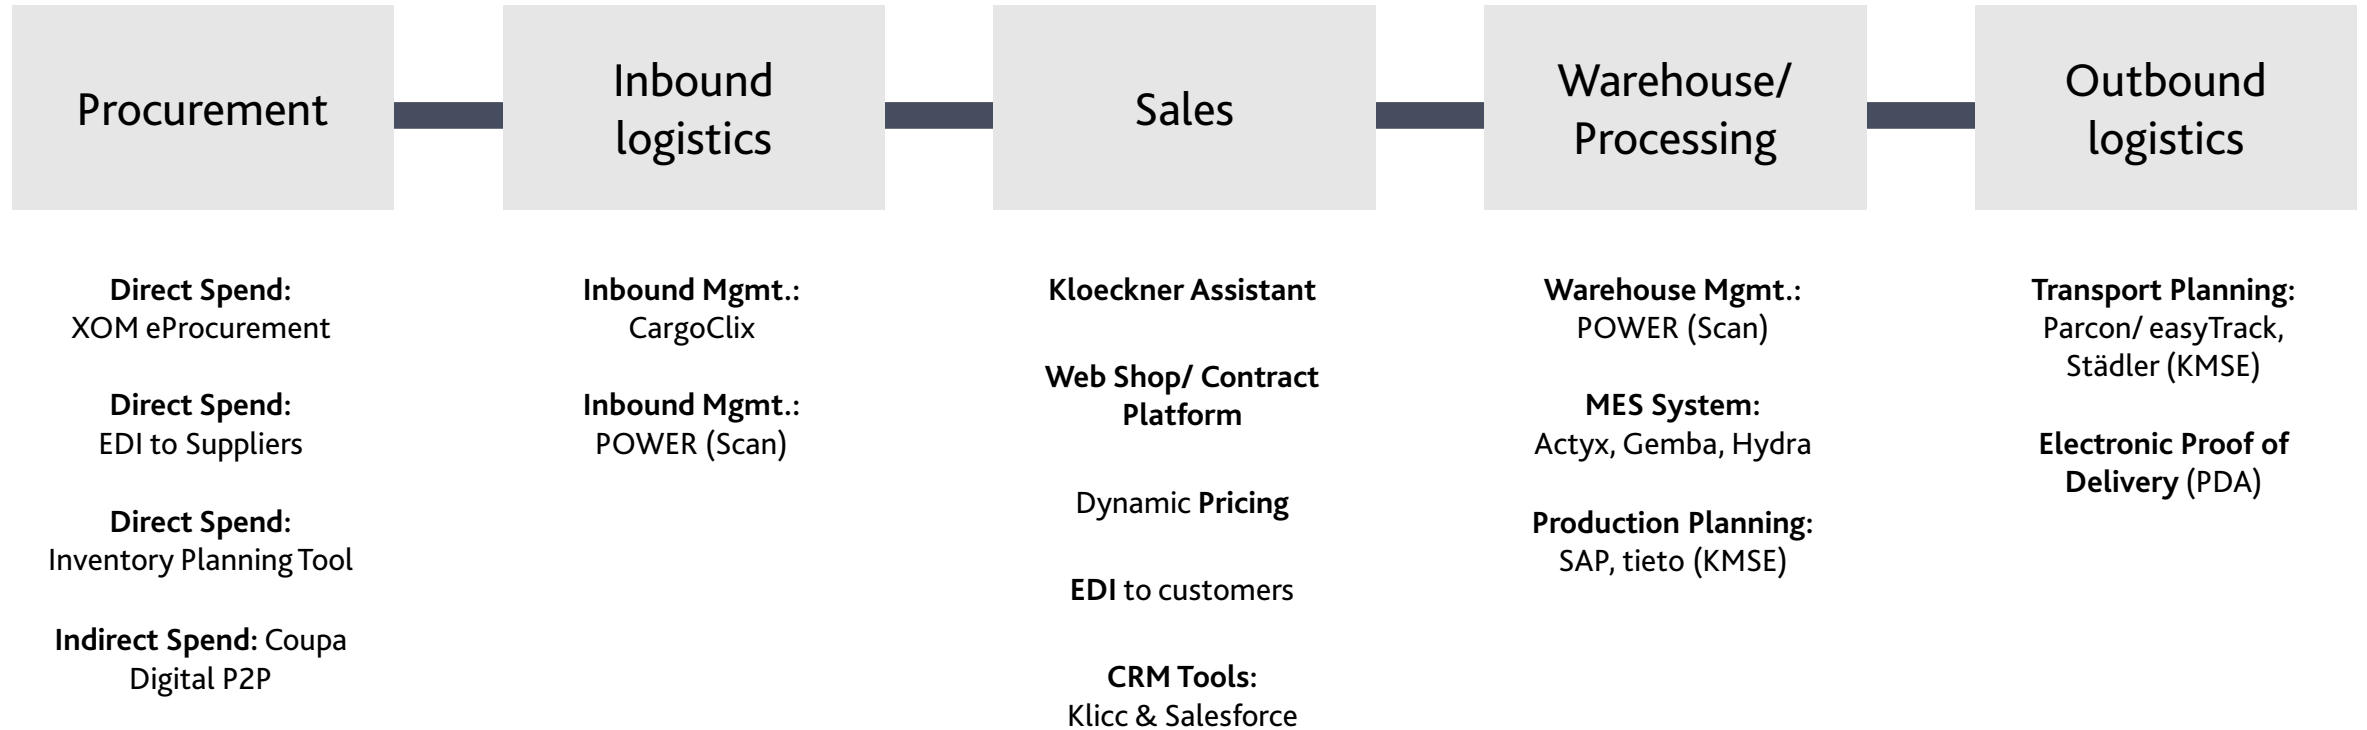 Procurement
Inbound
logistics
Sales
Warehouse/
Processing
Outbound
logistics
Direct Spend:
XOM eProcurement
Direct Spend:
EDI to Suppliers
Direct Spend:
Inventory Planning Tool
Indirect Spend: Coupa
Digital P2P
Inbound Mgmt.:
CargoClix
Inbound Mgmt.:
POWER (Scan)
Kloeckner Assistant
Web Shop/ Contract
Platform
Dynamic Pricing
EDI to customers
CRM Tools:
Klicc & Salesforce
Warehouse Mgmt.:
POWER (Scan)
MES System:
Actyx, Gemba, Hydra
Production Planning:
SAP, tieto (KMSE)
Transport Planning:
Parcon/ easyTrack,
Städler (KMSE)
Electronic Proof of
Delivery (PDA)